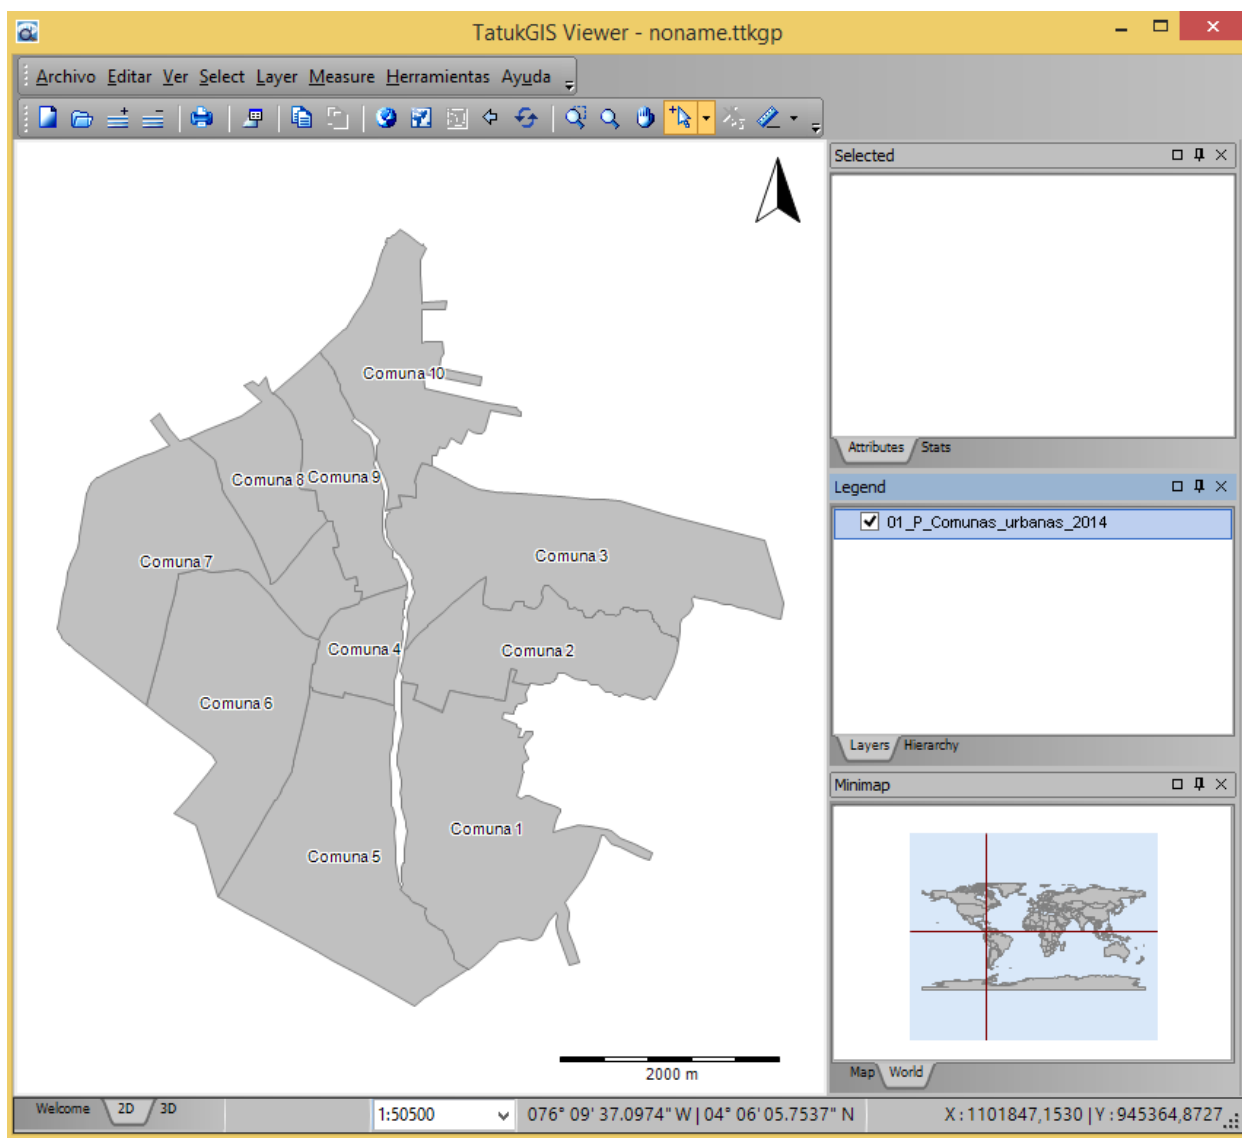 TatukGIS Viewer - noname.ttkgp
Archivo Editar Ver Select Layer Measure Herramientas Ayuda
Selected
Comuna 10
Attributes Stats
Comuna 8 Comuna 9
Legend
01_P_Comunas_urbanas_2014
Comuna 3
Comuna 7
Comuna 4
Comuna 2
Comuna 6
Layers Hierarchy
Minimap
Comuna 1
Comuna 5
2000 m
Map World
Welcome 2D 3D
1:50500
076° 09' 37.0974" W | 04° 06' 05.7537" N
X : 1101847,1530 | Y : 945364,8727